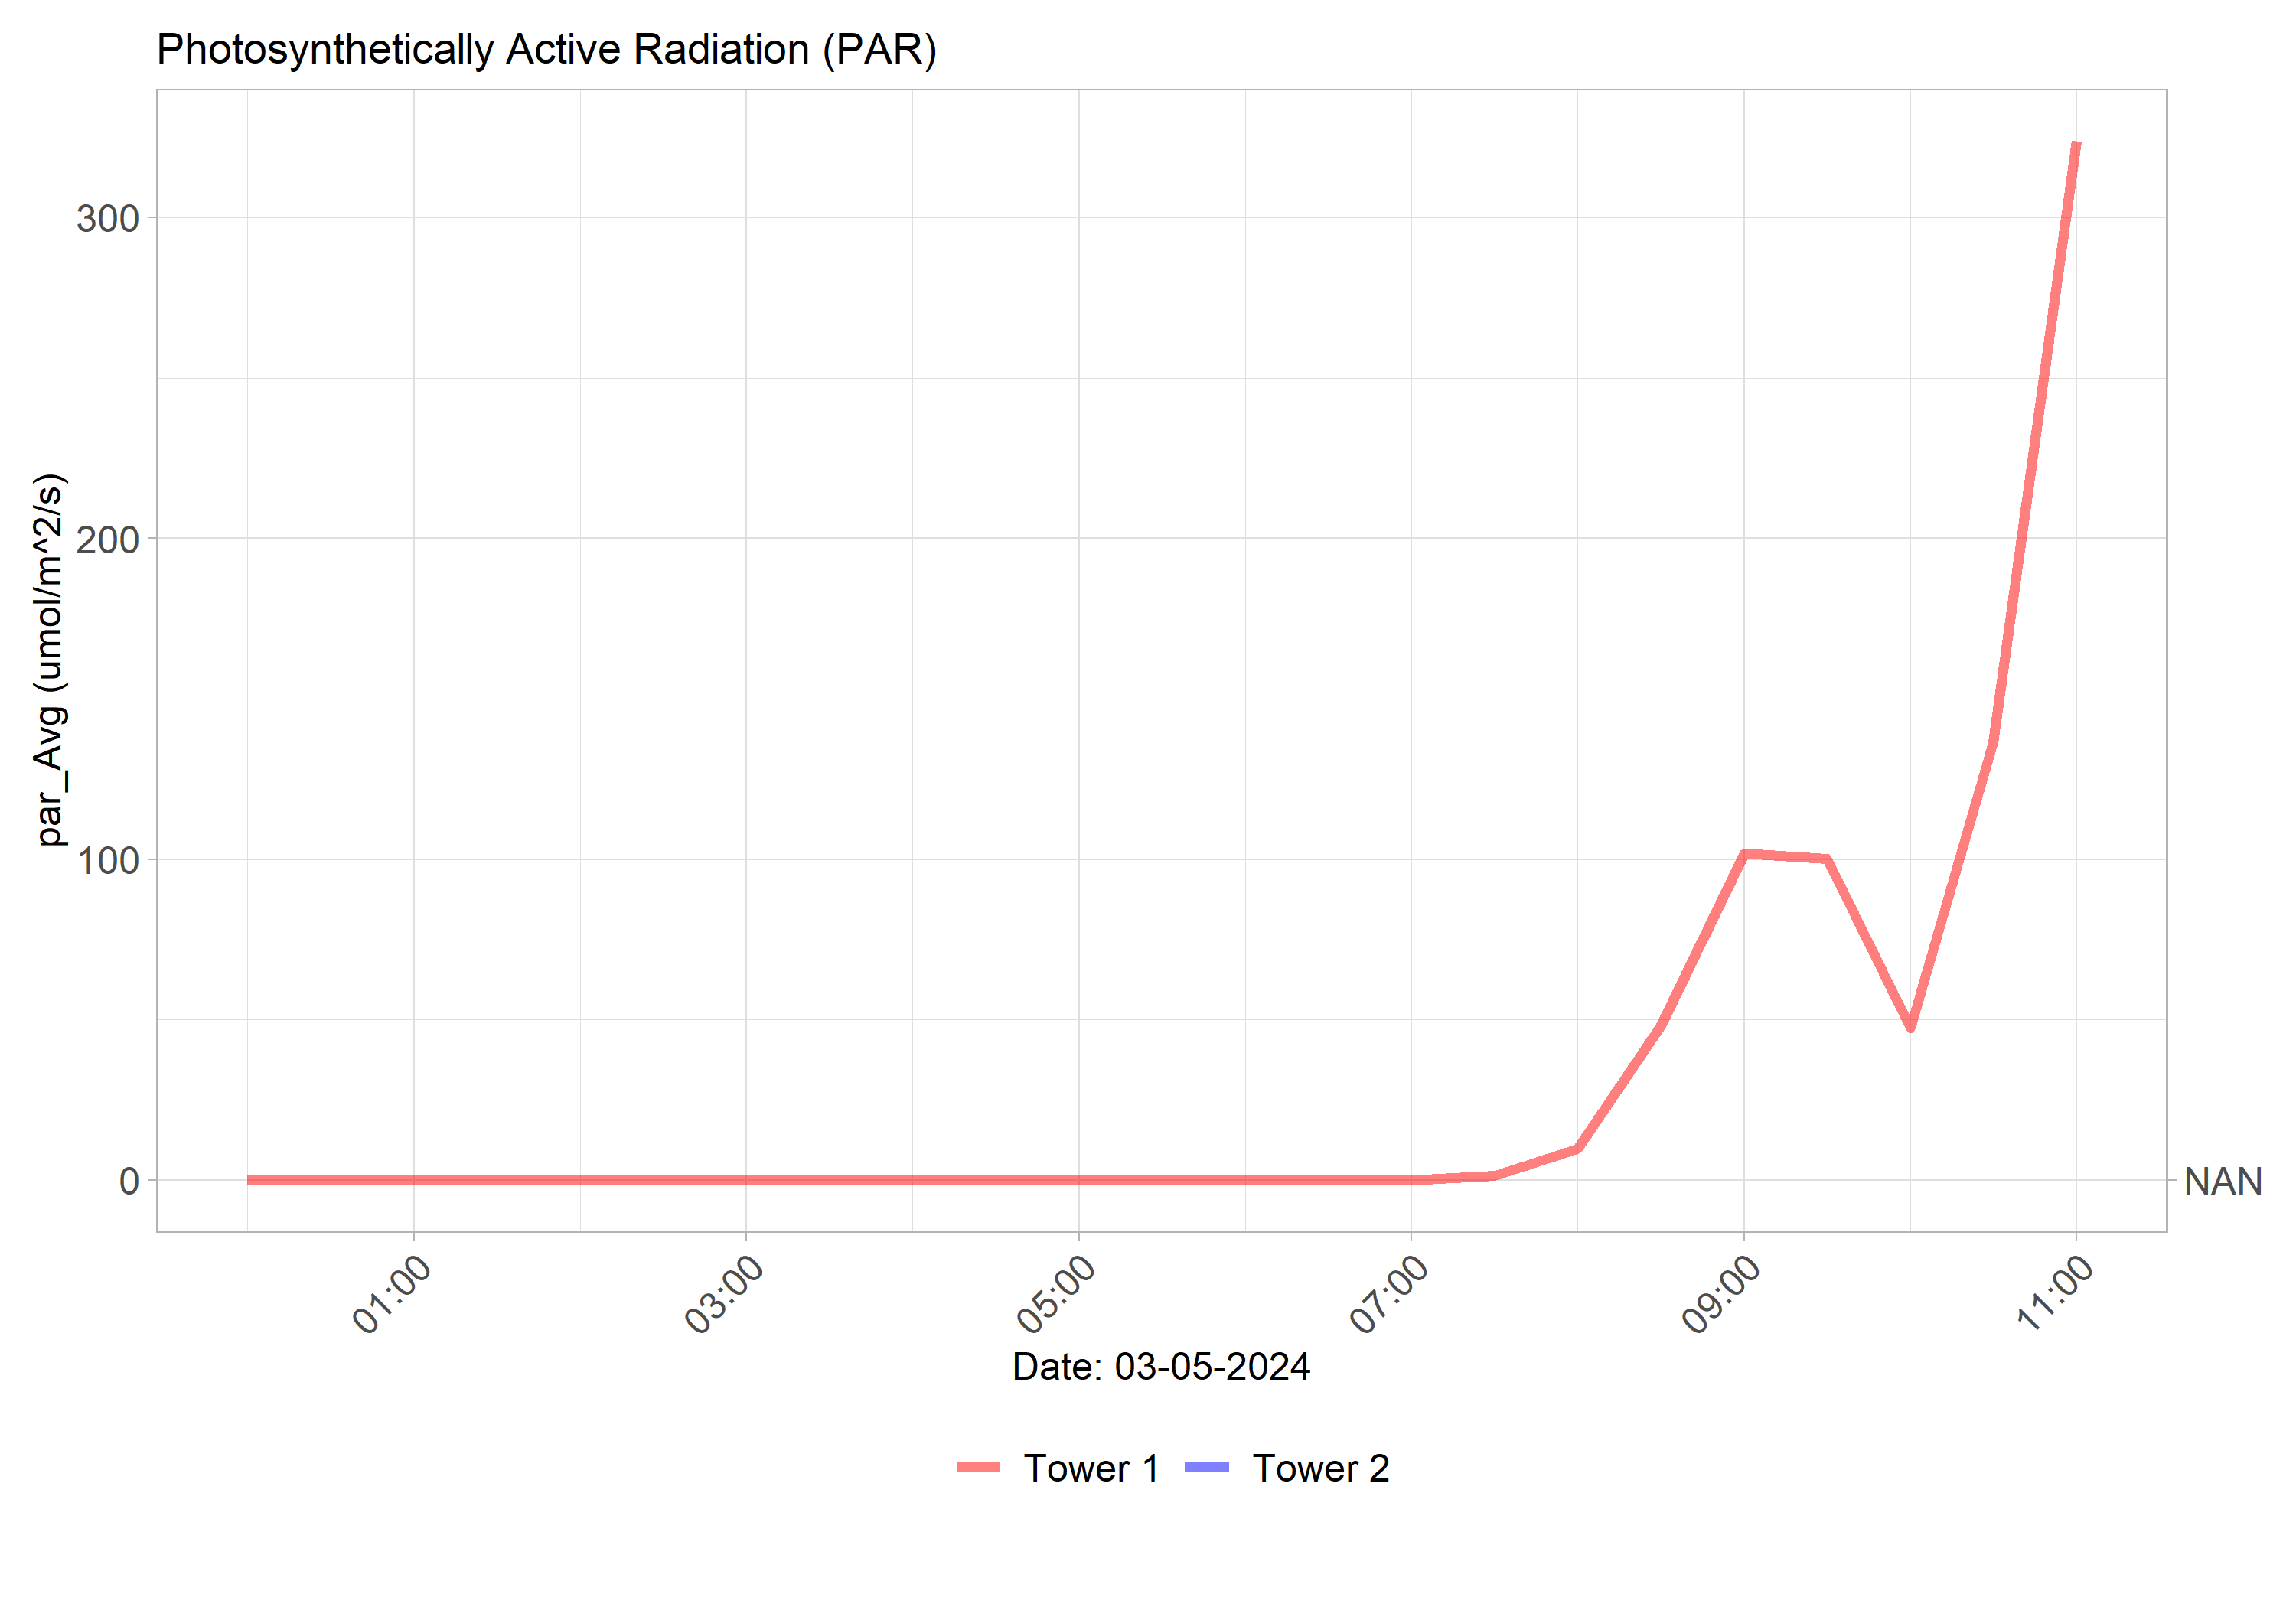 Photosynthetically Active Radiation (PAR)
par_Avg (umol/m^2/s)
300
200
100
0
NAN
01:00
03:00
05:00
07:00
09:00
11:00
Date: 03-05-2024
Tower 1
Tower 2